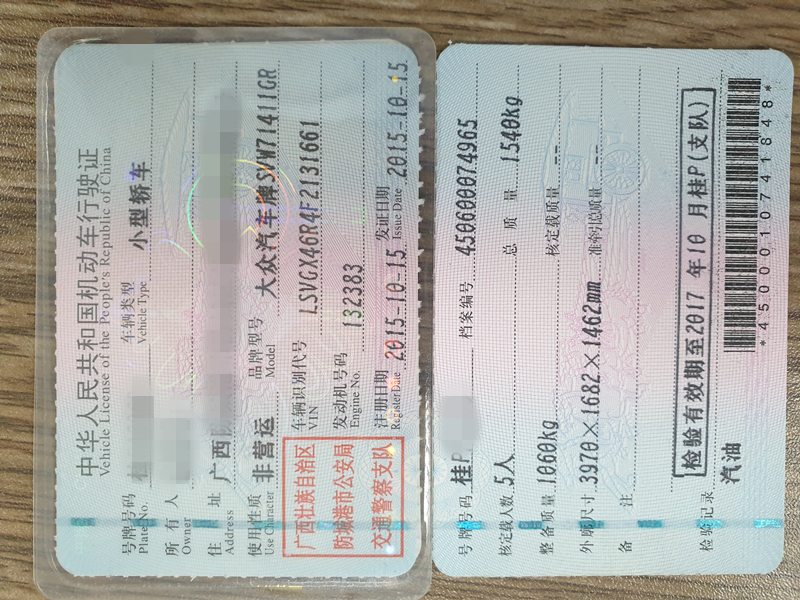 中华人民共和国机动车行驶证
Vehicle License of the People's Republic of China
号牌号码
Plate No.
车辆类型 小型轿车
Vehicle Type
所有人
Owner
住址 广西
Address
使用性质 非营运
Use Character
品牌型号 大众汽车牌SVW71411GR
Model
广西壮族自治区
防城港市公安局
交通警察支队
车辆识别代号 LSVGX46R4F2131661
VIN
发动机号码 132383
Engine No.
注册日期 2015-10-15
Register Date
发证日期 2015-10-15
Issue Date
号牌号码 桂P
档案编号 450600074965
核定载人数 5人
总质量 1540kg
整备质量 1060kg
核定载质量 --
外廓尺寸 3970×1682×1462mm
准牵引总质量 --
备注
检验有效期至2017年10月桂P(支队)
检验记录
汽油
*4500010741848*